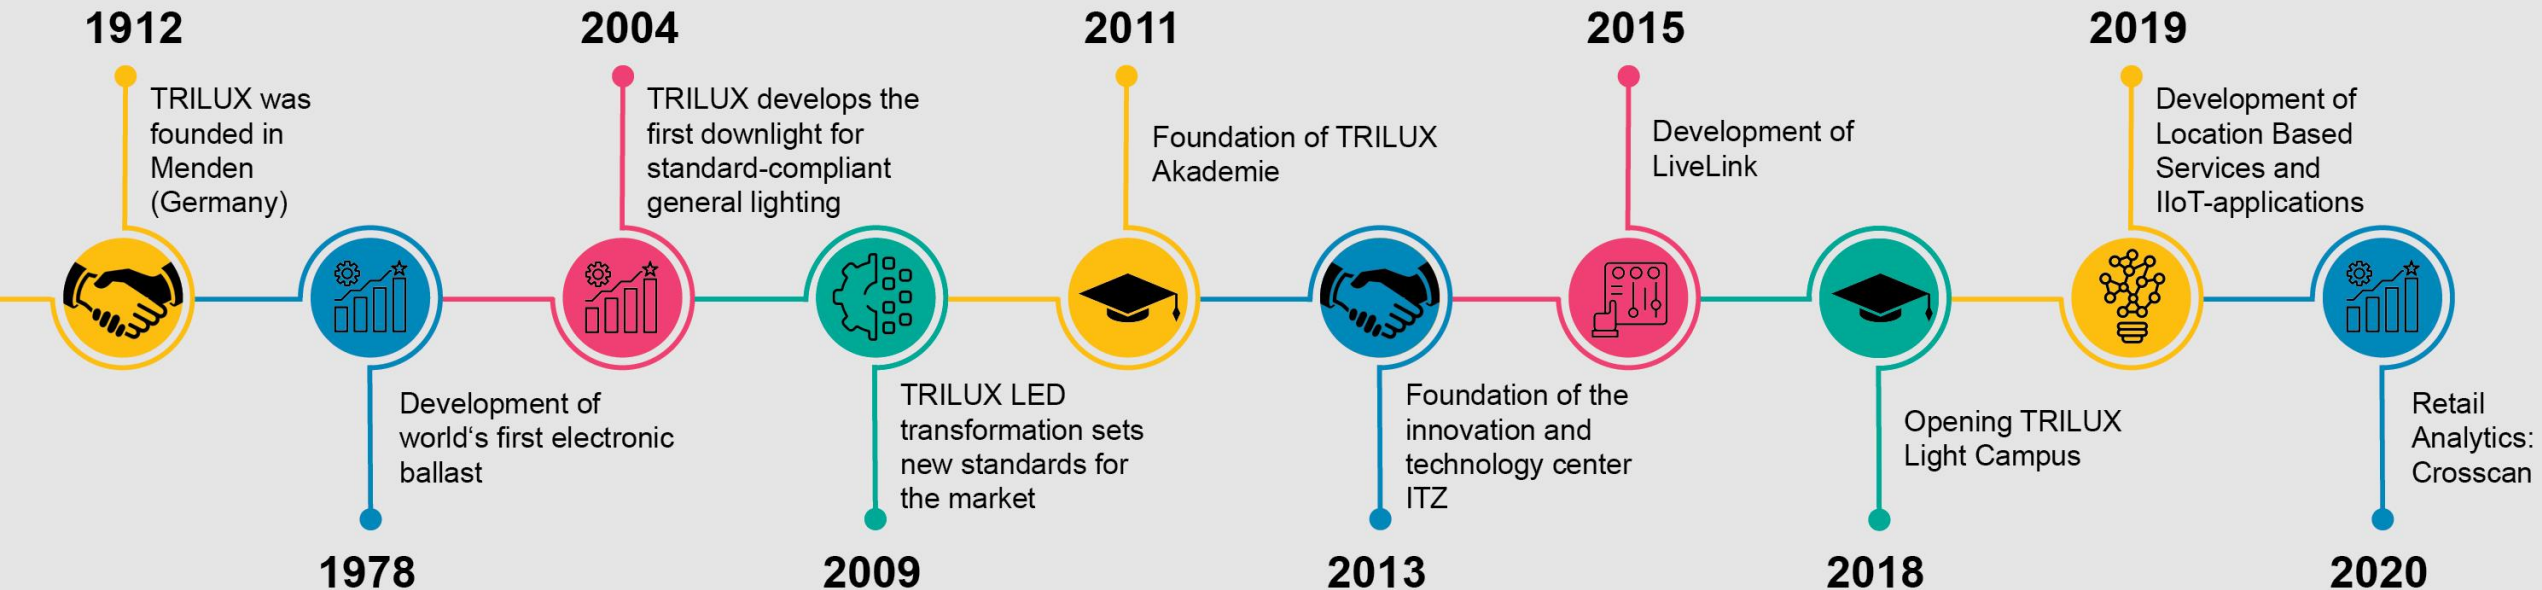 1912
TRILUX was
founded in
Menden
(Germany)
1978
Development of
world‘s first electronic
ballast
2004
TRILUX develops the
first downlight for
standard-compliant
general lighting
2009
TRILUX LED
transformation sets
new standards for
the market
2011
Foundation of TRILUX
Akademie
2013
Foundation of the
innovation and
technology center
ITZ
2015
Development of
LiveLink
2018
Opening TRILUX
Light Campus
2019
Development of
Location Based
Services and
IIoT-applications
2020
Retail
Analytics:
Crosscan